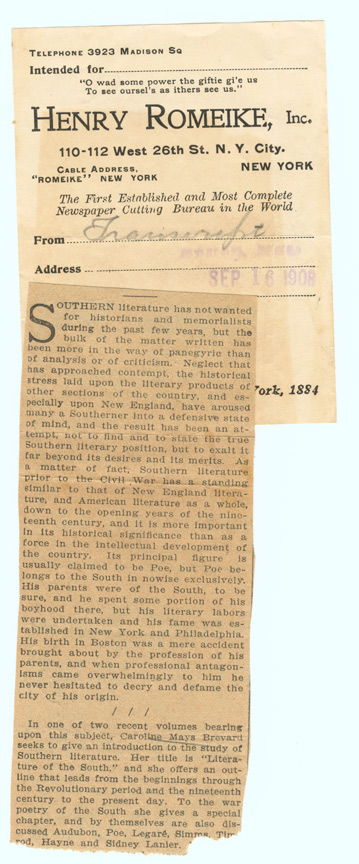 TELEPHONE 3923 MADISON SQ
Intended for
"O wad some power the giftie gi'e us
To see oursel's as ithers see us."
HENRY ROMEIKE, Inc.
110-112 West 26th St. N. Y. City.
CABLE ADDRESS, NEW YORK
"ROMEIKE" NEW YORK
The First Established and Most Complete
Newspaper Cutting Bureau in the World
From Transcript
Address
SEP 16 1908
York, 1884
SOUTHERN literature has not wanted
for historians and memorialists
during the past few years, but the
bulk of the matter written has
been more in the way of panegyric than
of analysis or of criticism. Neglect that
has approached contempt, the historical
stress laid upon the literary products of
other sections of the country, and es-
pecially upon New England, have aroused
many a Southerner into a defensive state
of mind, and the result has been an at-
tempt, not to find and to state the true
Southern literary position, but to exalt it
far beyond its desires and its merits. As
a matter of fact, Southern literature
prior to the Civil War has a standing
similar to that of New England litera-
ture, and American literature as a whole,
down to the opening years of the nine-
teenth century, and it is more important
in its historical significance than as a
force in the intellectual development of
the country. Its principal figure is
usually claimed to be Poe, but Poe be-
longs to the South in nowise exclusively.
His parents were of the South, to be
sure, and he spent some portion of his
boyhood there, but his literary labors
were undertaken and his fame was es-
tablished in New York and Philadelphia.
His birth in Boston was a mere accident
brought about by the profession of his
parents, and when professional antagon-
isms came overwhelmingly to him he
never hesitated to decry and defame the
city of his origin.
/ / /
In one of two recent volumes bearing
upon this subject, Caroline Mays Brevard
seeks to give an introduction to the study of
Southern literature. Her title is "Litera-
ture of the South," and she offers an out-
line that leads from the beginnings through
the Revolutionary period and the nineteenth
century to the present day. To the war
poetry of the South she gives a special
chapter, and by themselves are also dis-
cussed Audubon, Poe, Legaré, Simms, Tim-
rod, Hayne and Sidney Lanier.